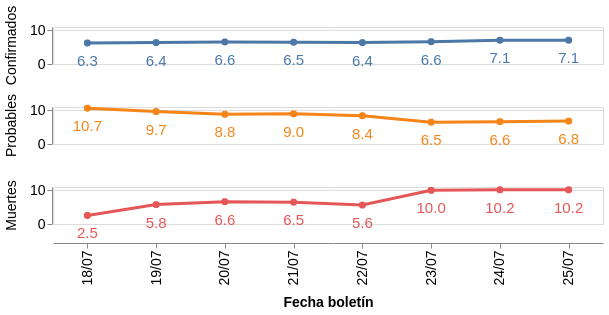 Confirmados
10
0
6.3 6.4 6.6 6.5 6.4 6.6 7.1 7.1
Probables
10
0
10.7 9.7 8.8 9.0 8.4 6.5 6.6 6.8
Muertes
10
0
2.5 5.8 6.6 6.5 5.6 10.0 10.2 10.2
18/07 19/07 20/07 21/07 22/07 23/07 24/07 25/07
Fecha boletín